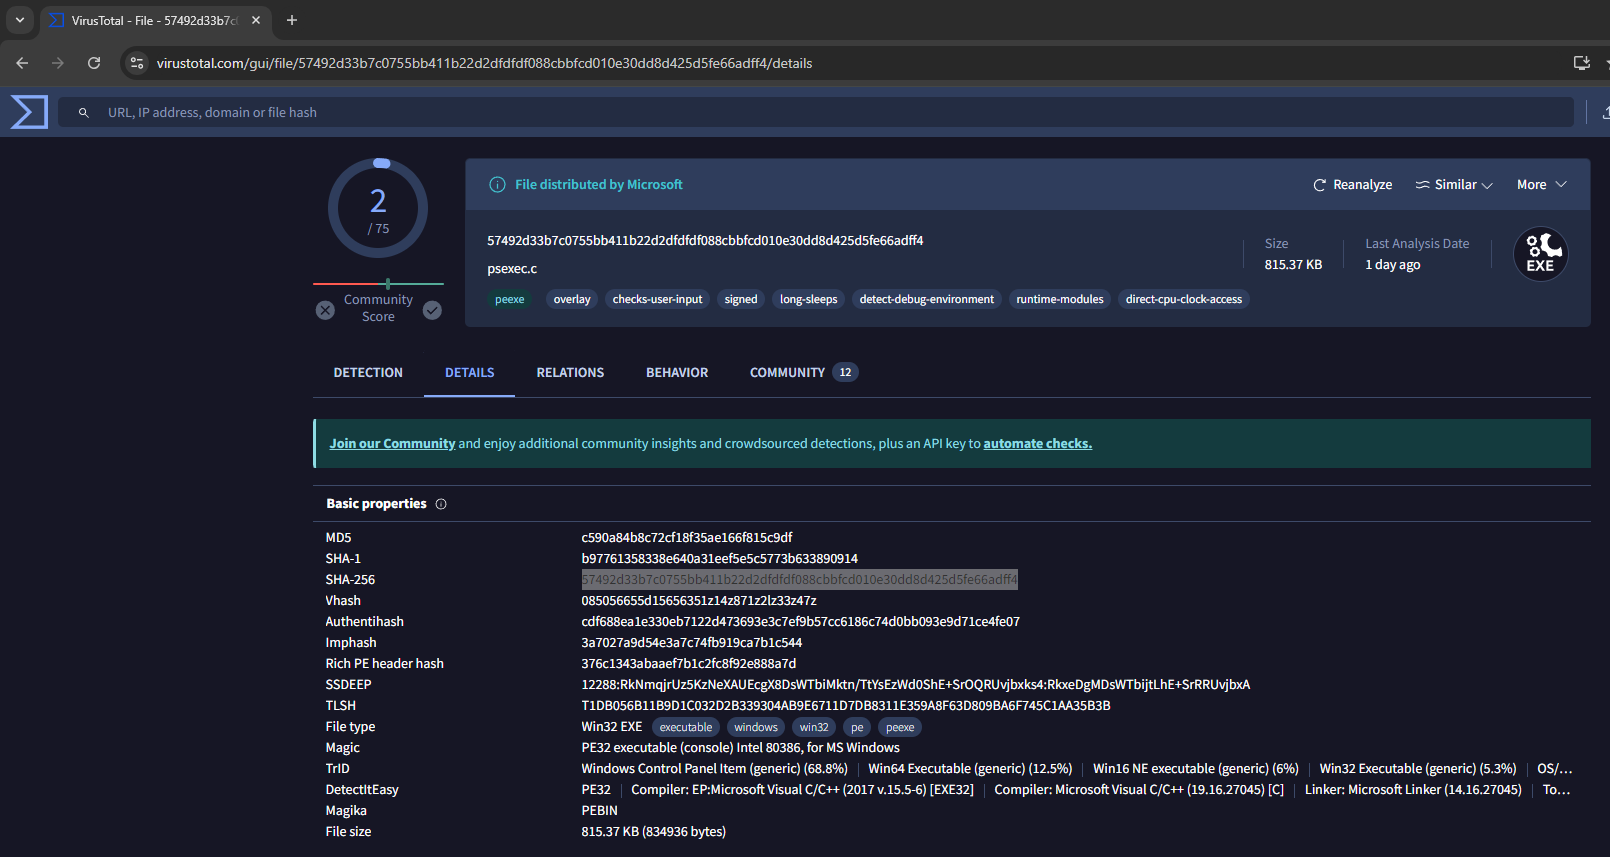 VirusTotal - File - 57492d33b7c
virustotal.com/gui/file/57492d33b7c0755bb411b22d2dfdfdf088cbbfcd010e30dd8d425d5fe66adff4/details
URL, IP address, domain or file hash
2
/ 75
Community
Score
File distributed by Microsoft
Reanalyze Similar More
57492d33b7c0755bb411b22d2dfdfdf088cbbfcd010e30dd8d425d5fe66adff4
psexec.c
Size
815.37 KB
Last Analysis Date
1 day ago
EXE
peexe overlay checks-user-input signed long-sleeps detect-debug-environment runtime-modules direct-cpu-clock-access
DETECTION DETAILS RELATIONS BEHAVIOR COMMUNITY 12
Join our Community and enjoy additional community insights and crowdsourced detections, plus an API key to automate checks.
Basic properties
MD5 c590a84b8c72cf18f35ae166f815c9df
SHA-1 b97761358338e640a31eef5e5c5773b633890914
SHA-256 57492d33b7c0755bb411b22d2dfdfdf088cbbfcd010e30dd8d425d5fe66adff4
Vhash 085056655d15656351z14z871z2lz33z47z
Authentihash cdf688ea1e330eb7122d473693e3c7ef9b57cc6186c74d0bb093e9d71ce4fe07
Imphash 3a7027a9d54e3a7c74fb919ca7b1c544
Rich PE header hash 376c1343abaaef7b1c2fc8f92e888a7d
SSDEEP 12288:RkNmqjrUz5KzNeXAUEcgX8DsWTbiMktn/TtYsEzWd0ShE+SrOQRUvjbxks4:RkxeDgMDsWTbijtLhE+SrRRUvjbxA
TLSH T1DB056B11B9D1C032D2B339304AB9E6711D7DB8311E359A8F63D809BA6F745C1AA35B3B
File type Win32 EXE executable windows win32 pe peexe
Magic PE32 executable (console) Intel 80386, for MS Windows
TrID Windows Control Panel Item (generic) (68.8%) | Win64 Executable (generic) (12.5%) | Win16 NE executable (generic) (6%) | Win32 Executable (generic) (5.3%) | OS/…
DetectItEasy PE32 | Compiler: EP:Microsoft Visual C/C++ (2017 v.15.5-6) [EXE32] | Compiler: Microsoft Visual C/C++ (19.16.27045) [C] | Linker: Microsoft Linker (14.16.27045) | To…
Magika PEBIN
File size 815.37 KB (834936 bytes)